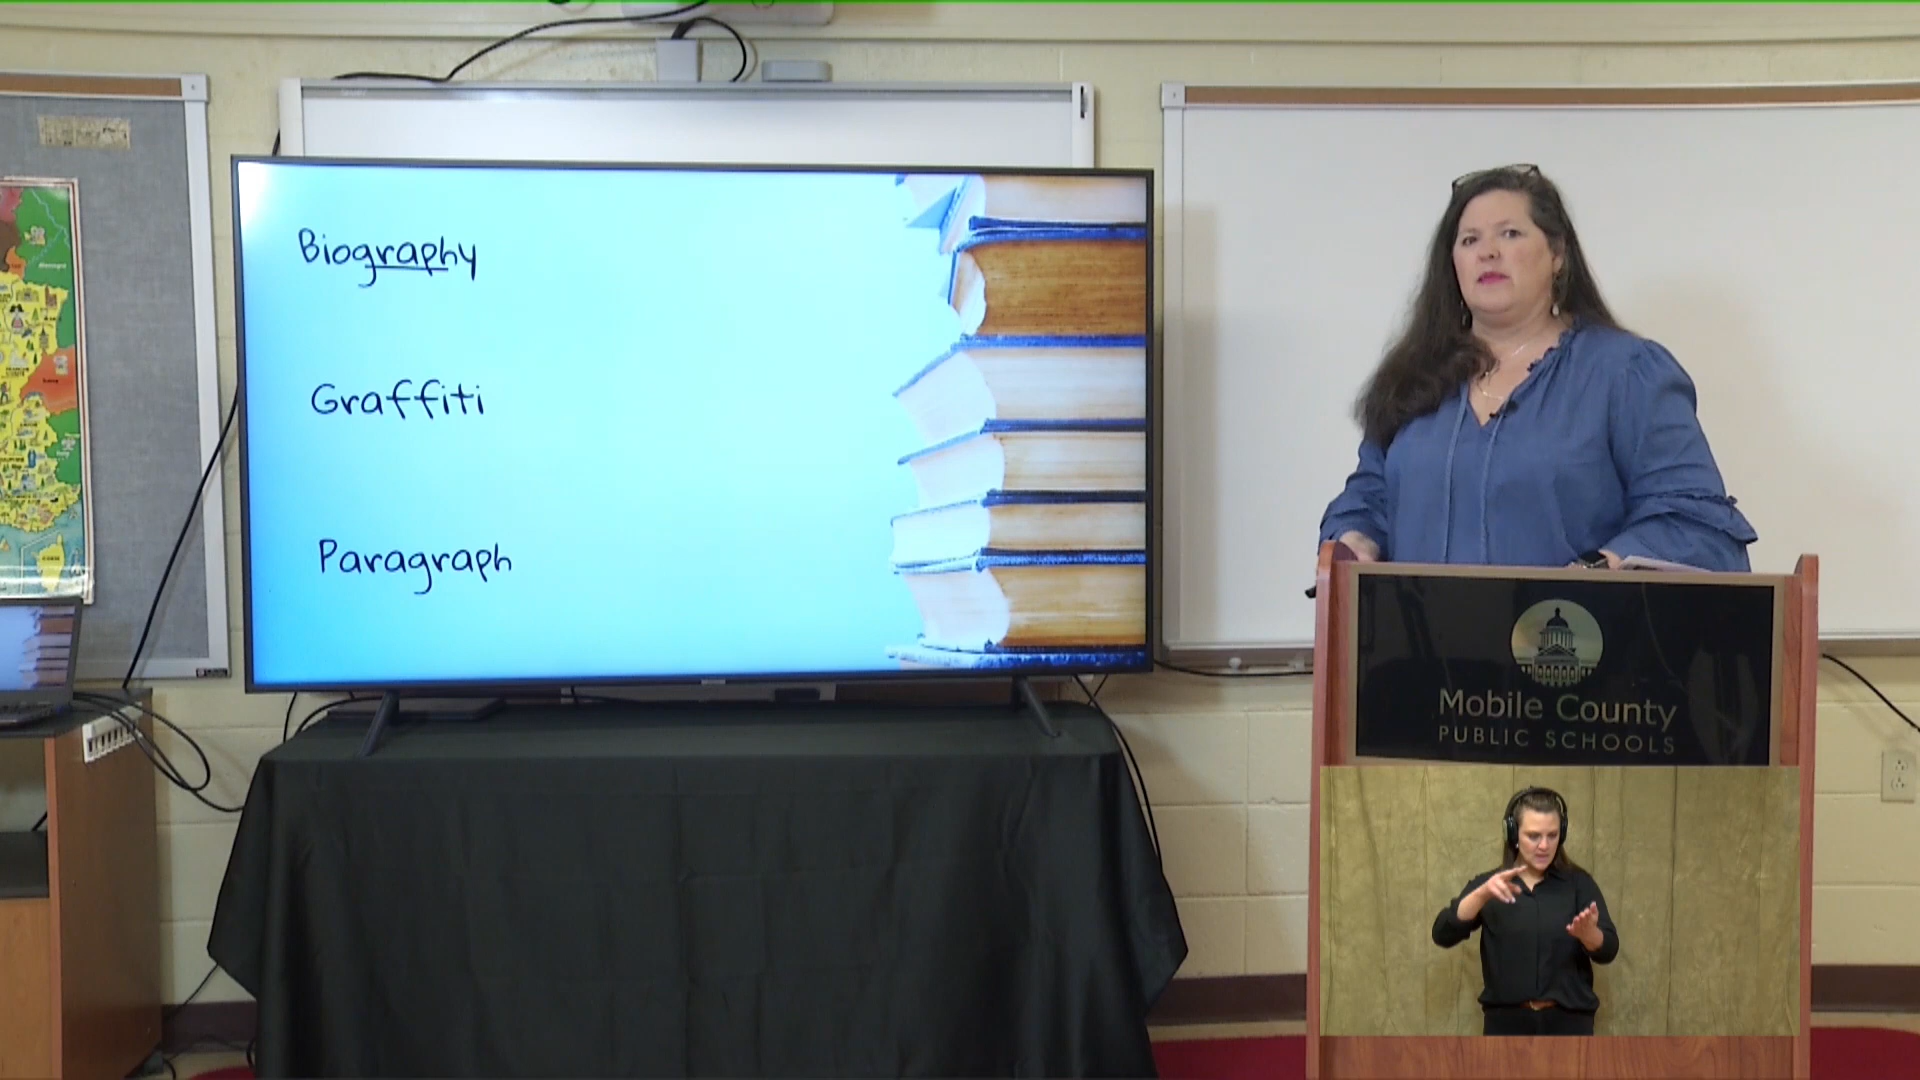 Biography
Graffiti
Paragraph
Mobile County
PUBLIC SCHOOLS